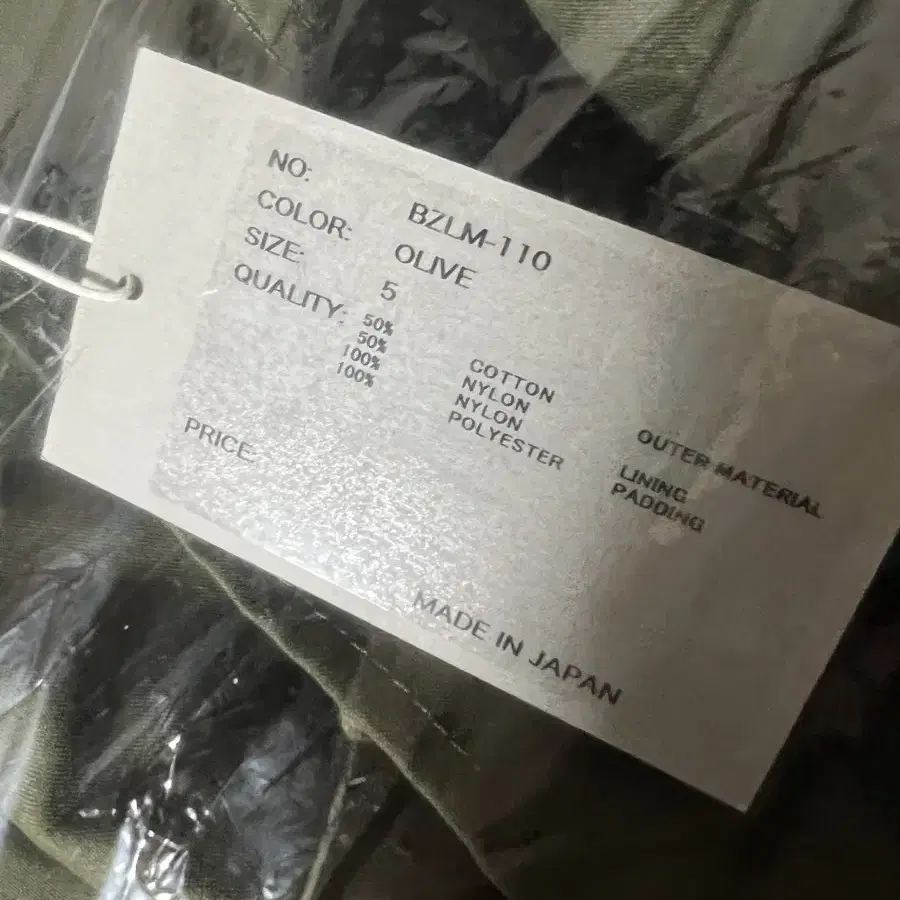 NO: BZLM-110
COLOR: OLIVE
SIZE: 5
QUALITY: 50% COTTON OUTER MATERIAL
50% NYLON
100% NYLON LINING
100% POLYESTER PADDING
PRICE:
MADE IN JAPAN